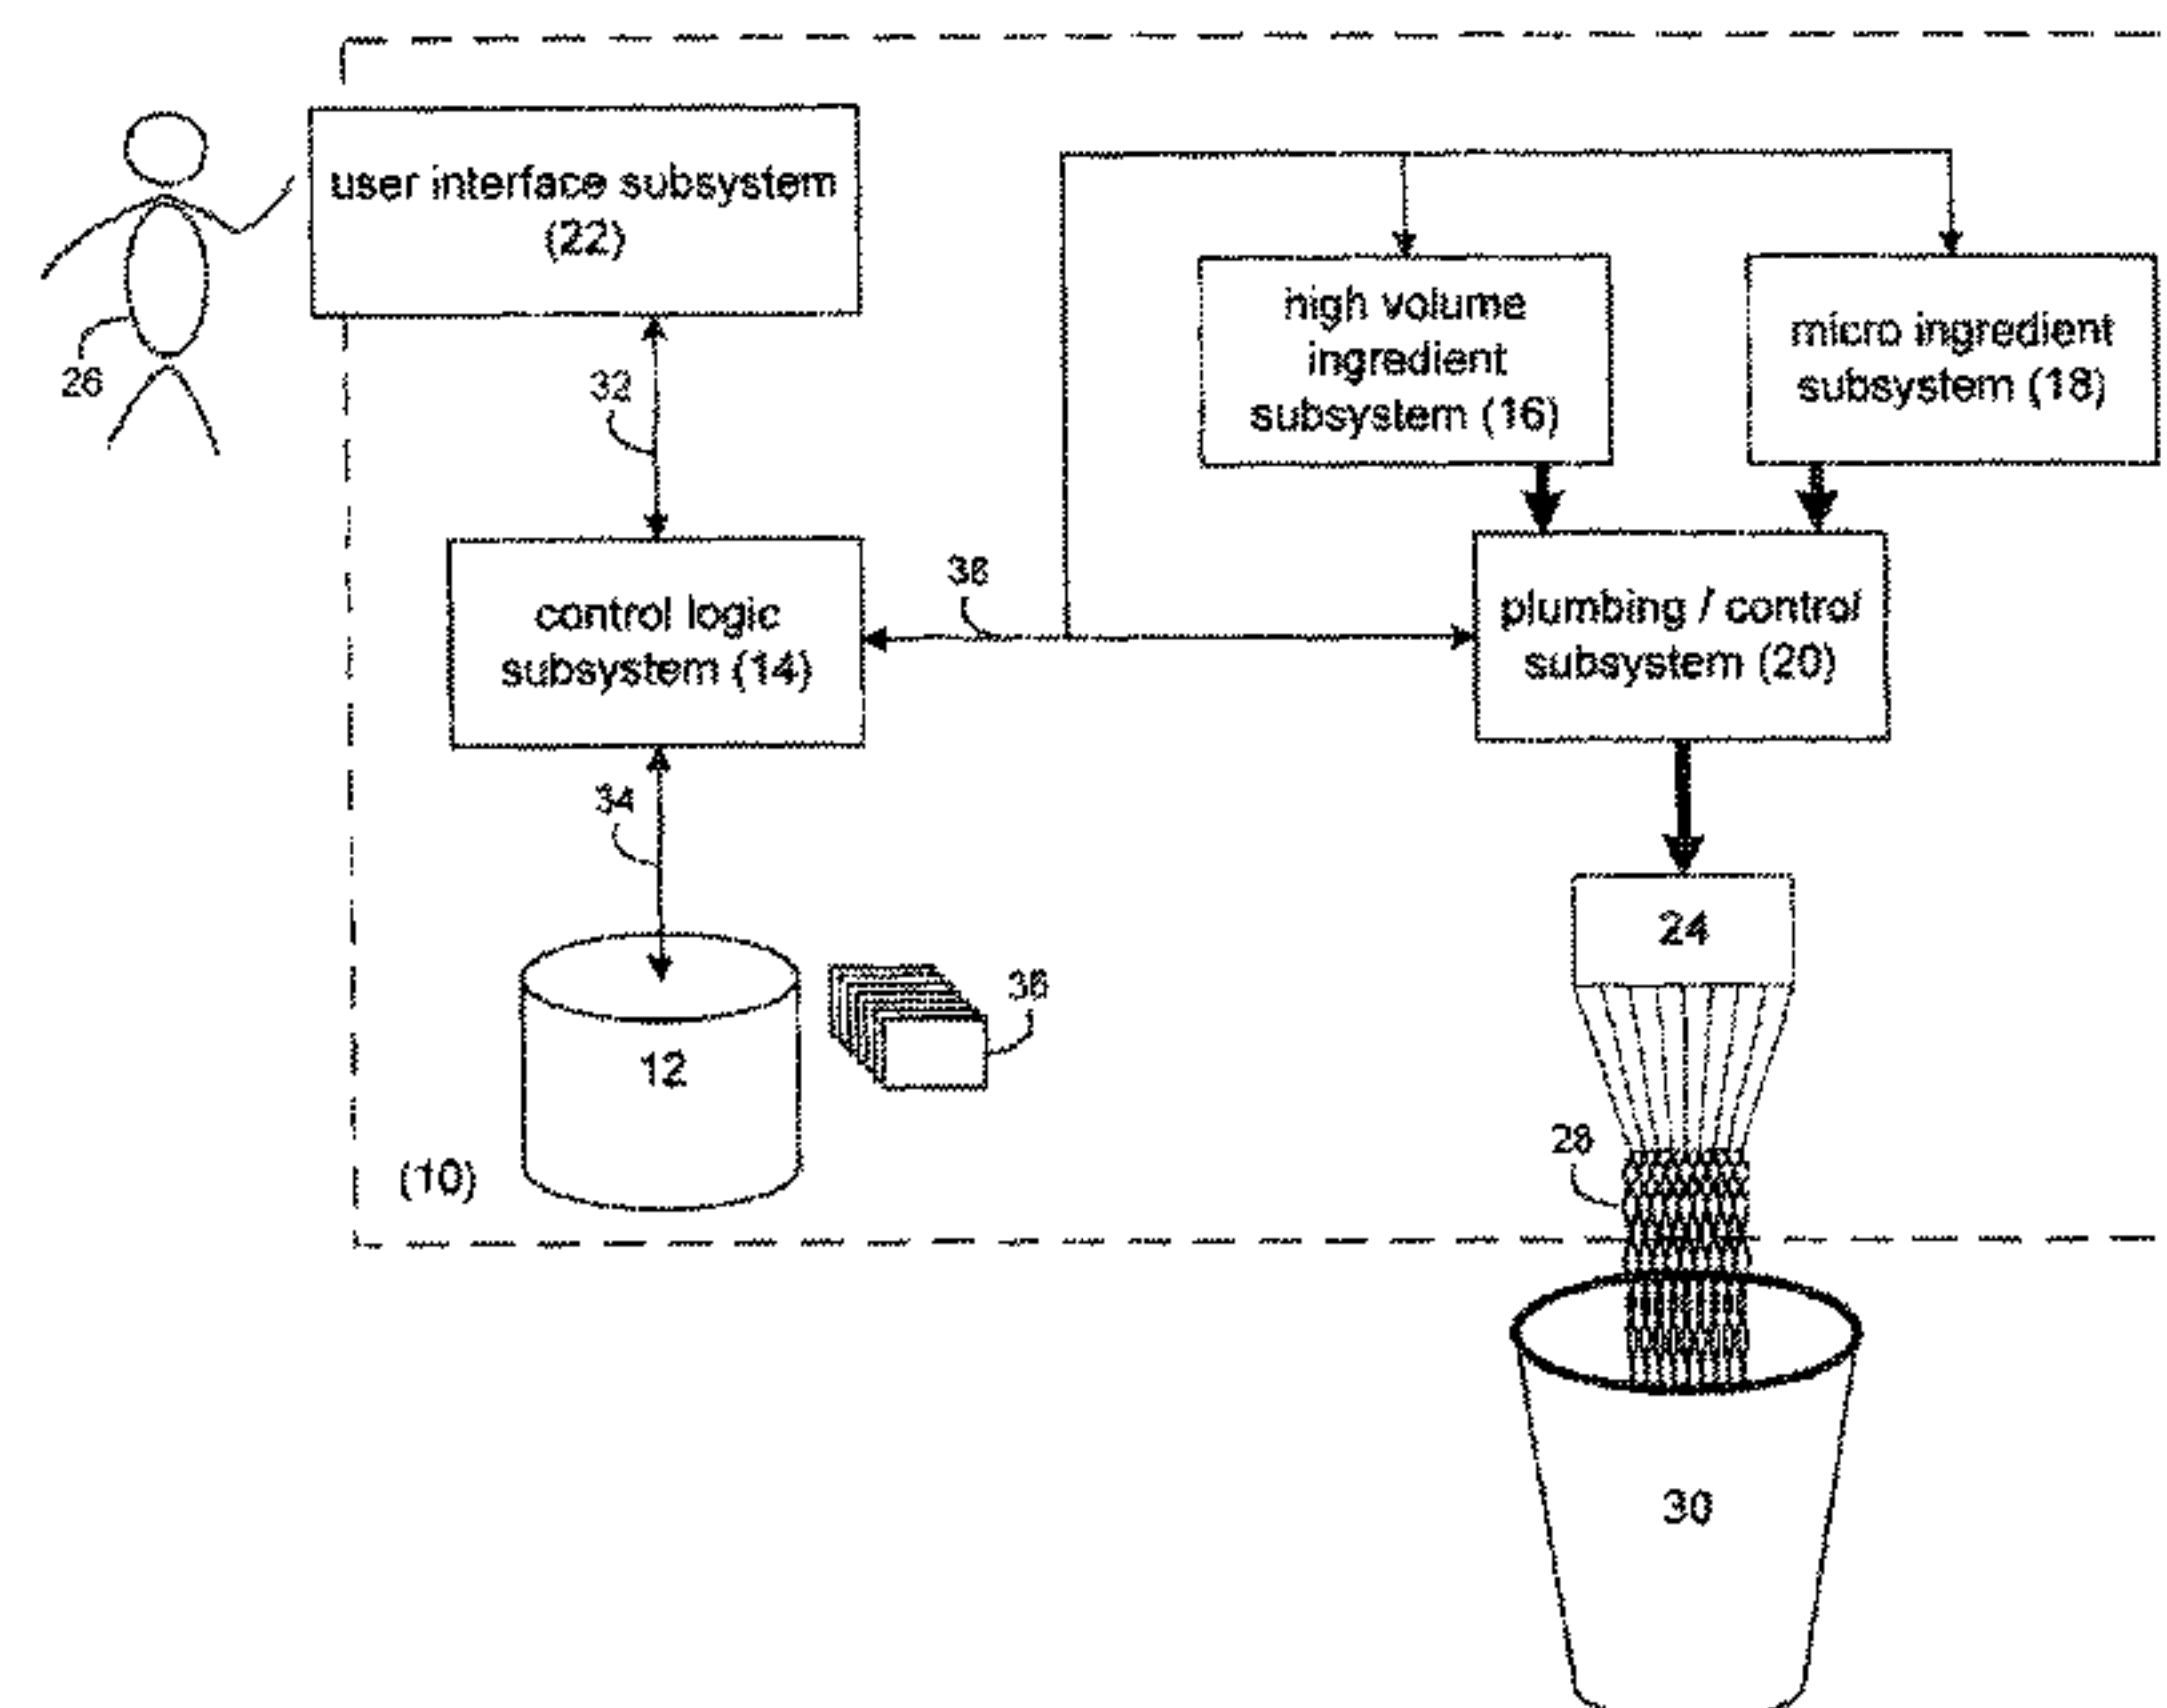 user interface subsystem
(22)
high volume
ingredient
subsystem (16)
micro ingredient
subsystem (18)
26
32
control logic
subsystem (14)
38
plumbing / control
subsystem (20)
34
24
12
36
28
(10)
30